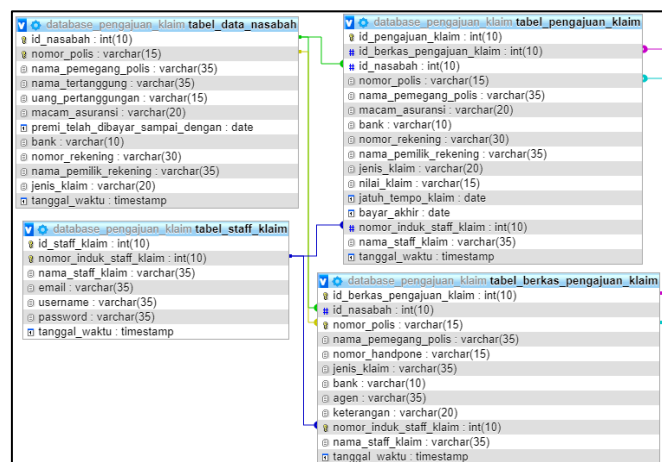 database_pengajuan_klaim tabel_data_nasabah
id_nasabah : int(10)
nomor_polis : varchar(15)
nama_pemegang_polis : varchar(35)
nama_tertanggung : varchar(35)
uang_pertanggungan : varchar(15)
macam_asuransi : varchar(20)
premi_telah_dibayar_sampai_dengan : date
bank : varchar(10)
nomor_rekening : varchar(30)
nama_pemilik_rekening : varchar(35)
jenis_klaim : varchar(20)
tanggal_waktu : timestamp
database_pengajuan_klaim tabel_staff_klaim
id_staff_klaim : int(10)
nomor_induk_staff_klaim : int(10)
nama_staff_klaim : varchar(35)
email : varchar(35)
username : varchar(35)
password : varchar(35)
tanggal_waktu : timestamp
database_pengajuan_klaim tabel_pengajuan_klaim
id_pengajuan_klaim : int(10)
id_berkas_pengajuan_klaim : int(10)
id_nasabah : int(10)
nomor_polis : varchar(15)
nama_pemegang_polis : varchar(35)
macam_asuransi : varchar(20)
bank : varchar(10)
nomor_rekening : varchar(30)
nama_pemilik_rekening : varchar(35)
jenis_klaim : varchar(20)
nilai_klaim : varchar(15)
jatuh_tempo_klaim : date
bayar_akhir : date
nomor_induk_staff_klaim : int(10)
nama_staff_klaim : varchar(35)
tanggal_waktu : timestamp
database_pengajuan_klaim tabel_berkas_pengajuan_klaim
id_berkas_pengajuan_klaim : int(10)
id_nasabah : int(10)
nomor_polis : varchar(15)
nama_pemegang_polis : varchar(35)
nomor_handpone : varchar(15)
jenis_klaim : varchar(35)
bank : varchar(10)
agen : varchar(35)
keterangan : varchar(20)
nomor_induk_staff_klaim : int(10)
nama_staff_klaim : varchar(35)
tanggal_waktu : timestamp